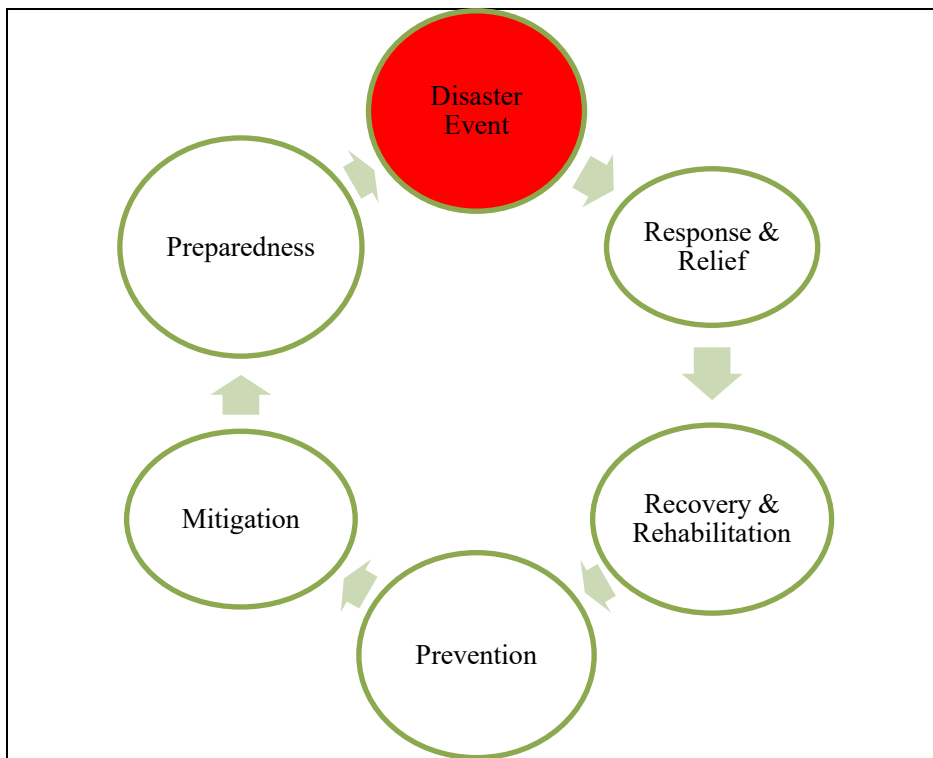 Disaster
Event
Response &
Relief
Recovery &
Rehabilitation
Prevention
Mitigation
Preparedness